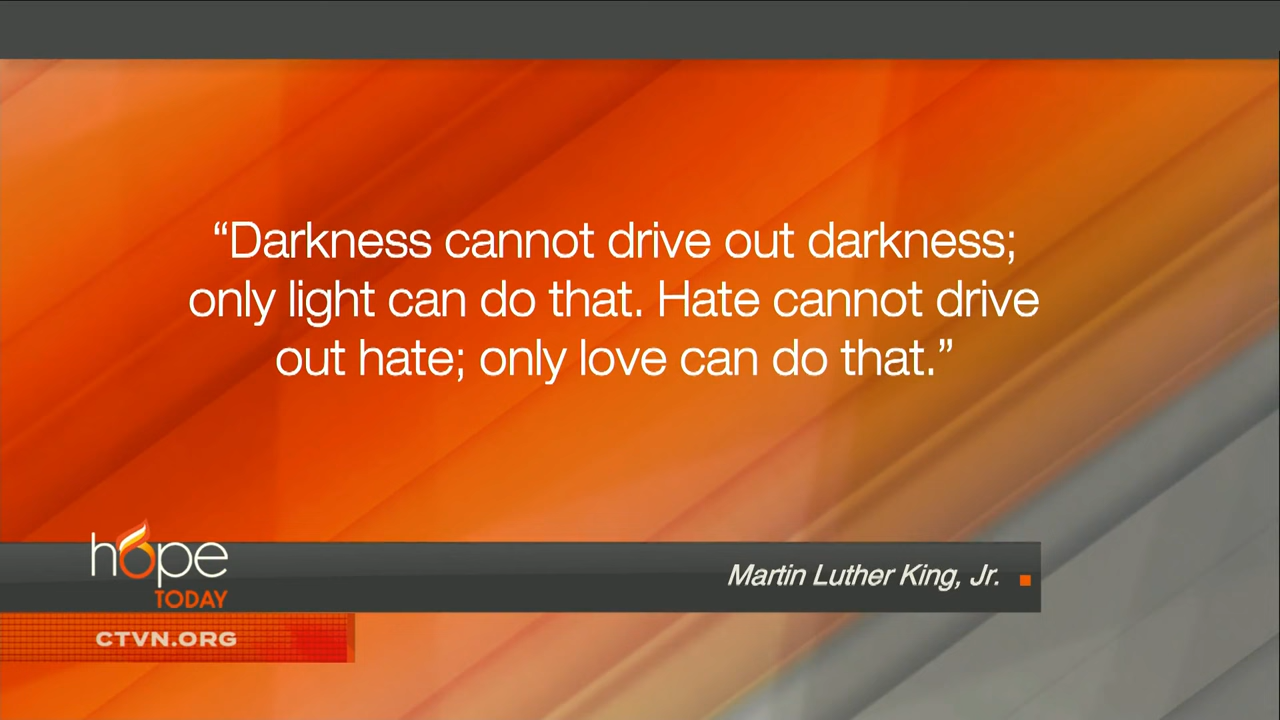 “Darkness cannot drive out darkness;
only light can do that. Hate cannot drive
out hate; only love can do that.”
Martin Luther King, Jr.
hope
TODAY
CTVN.ORG